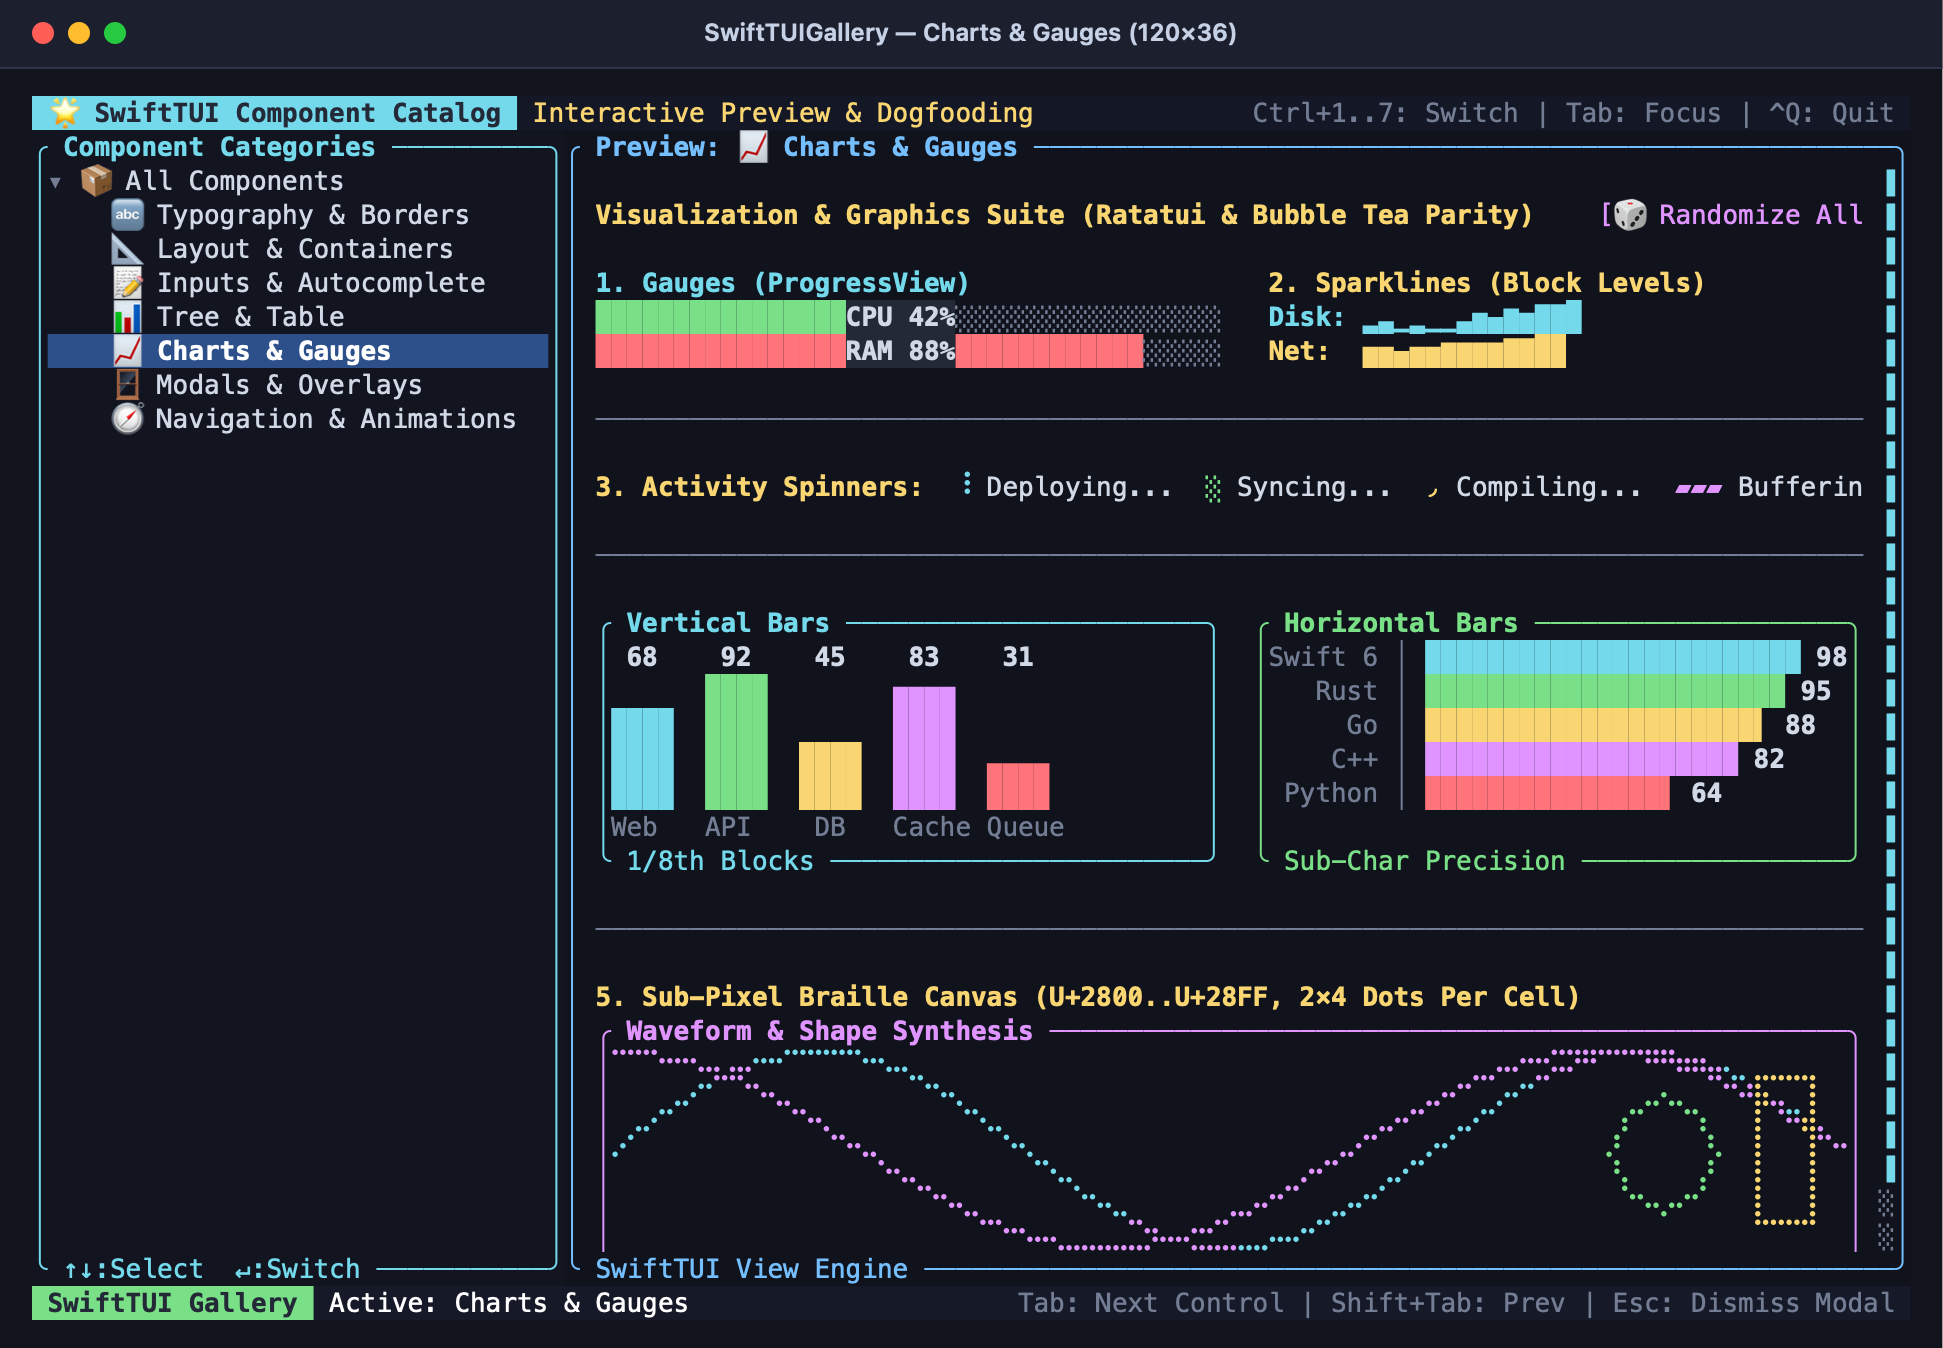 SwiftTUIGallery — Charts & Gauges (120×36)
🌟 SwiftTUI Component Catalog Interactive Preview & Dogfooding Ctrl+1..7: Switch | Tab: Focus | ^Q: Quit
Component Categories
▼ 📦 All Components
🔤 Typography & Borders
📐 Layout & Containers
📝 Inputs & Autocomplete
📊 Tree & Table
📈 Charts & Gauges
🪟 Modals & Overlays
🧭 Navigation & Animations
↑↓:Select ↵:Switch
Preview: 📈 Charts & Gauges
Visualization & Graphics Suite (Ratatui & Bubble Tea Parity) [🎲 Randomize All
1. Gauges (ProgressView)
CPU 42%
RAM 88%
2. Sparklines (Block Levels)
Disk:
Net:
3. Activity Spinners: Deploying... Syncing... Compiling... Bufferin
Vertical Bars
68 92 45 83 31
Web API DB Cache Queue
1/8th Blocks
Horizontal Bars
Swift 6 98
Rust 95
Go 88
C++ 82
Python 64
Sub-Char Precision
5. Sub-Pixel Braille Canvas (U+2800..U+28FF, 2×4 Dots Per Cell)
Waveform & Shape Synthesis
SwiftTUI View Engine
SwiftTUI Gallery Active: Charts & Gauges Tab: Next Control | Shift+Tab: Prev | Esc: Dismiss Modal